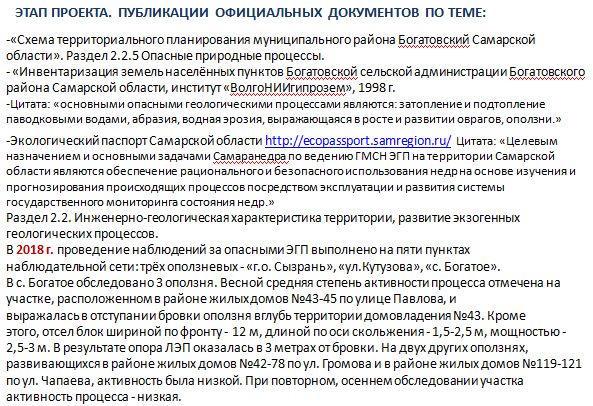 ЭТАП ПРОЕКТА. ПУБЛИКАЦИИ ОФИЦИАЛЬНЫХ ДОКУМЕНТОВ ПО ТЕМЕ:
-«Схема территориального планирования муниципального района Богатовский Самарской
области». Раздел 2.2.5 Опасные природные процессы.
- «Инвентаризация земель населённых пунктов Богатовской сельской администрации Богатовского
района Самарской области, институт «ВолгоНИИгипрозем», 1998 г.
-Цитата: «основными опасными геологическими процессами являются: затопление и подтопление
паводковыми водами, абразия, водная эрозия, выражающаяся в росте и развитии оврагов, оползни.»
-Экологический паспорт Самарской области http://ecopassport.samregion.ru/ Цитата: «Целевым
назначением и основными задачами Самаранедра по ведению ГМСН ЭГП на территории Самарской
области являются обеспечение рационального и безопасного использования недр на основе изучения и
прогнозирования происходящих процессов посредством эксплуатации и развития системы
государственного мониторинга состояния недр.»
Раздел 2.2. Инженерно-геологическая характеристика территории, развитие экзогенных
геологических процессов.
В 2018 г. проведение наблюдений за опасными ЭГП выполнено на пяти пунктах
наблюдательной сети: трёх оползневых - «г.о. Сызрань», «ул.Кутузова», «с. Богатое».
В с. Богатое обследовано 3 оползня. Весной средняя степень активности процесса отмечена на
участке, расположенном в районе жилых домов №43-45 по улице Павлова, и
выражалась в отступании бровки оползня вглубь территории домовладения №43. Кроме
этого, отсел блок шириной по фронту - 12 м, длиной по оси скольжения - 1,5-2,5 м, мощностью -
2,5-3 м. В результате опора ЛЭП оказалась в 3 метрах от бровки. На двух других оползнях,
развивающихся в районе жилых домов №42-78 по ул. Громова и в районе жилых домов №119-121
по ул. Чапаева, активность была низкой. При повторном, осеннем обследовании участка
активность процесса - низкая.